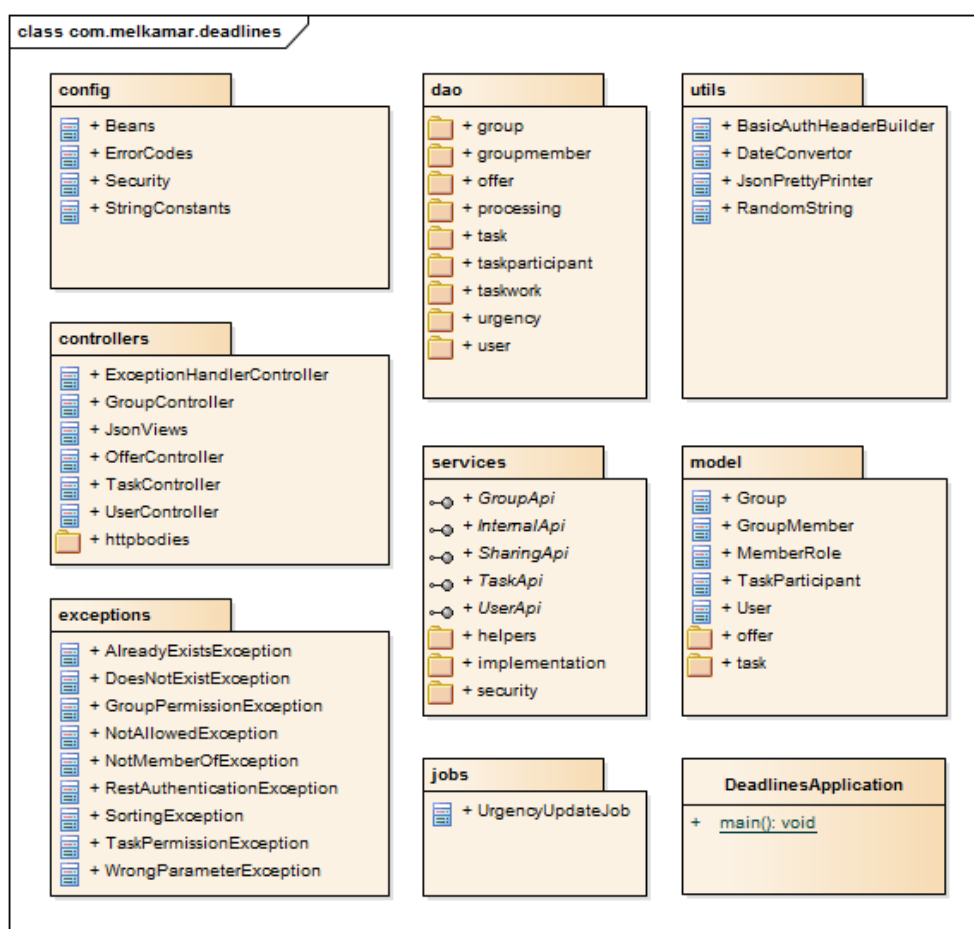 class com.melkamar.deadlines
config
+ Beans
+ ErrorCodes
+ Security
+ StringConstants
controllers
+ ExceptionHandlerController
+ GroupController
+ JsonViews
+ OfferController
+ TaskController
+ UserController
+ httpbodies
exceptions
+ AlreadyExistsException
+ DoesNotExistException
+ GroupPermissionException
+ NotAllowedException
+ NotMemberOfException
+ RestAuthenticationException
+ SortingException
+ TaskPermissionException
+ WrongParameterException
dao
+ group
+ groupmember
+ offer
+ processing
+ task
+ taskparticipant
+ taskwork
+ urgency
+ user
services
+ GroupApi
+ InternalApi
+ SharingApi
+ TaskApi
+ UserApi
+ helpers
+ implementation
+ security
jobs
+ UrgencyUpdateJob
utils
+ BasicAuthHeaderBuilder
+ DateConvertor
+ JsonPrettyPrinter
+ RandomString
model
+ Group
+ GroupMember
+ MemberRole
+ TaskParticipant
+ User
+ offer
+ task
DeadlinesApplication
+ main(): void